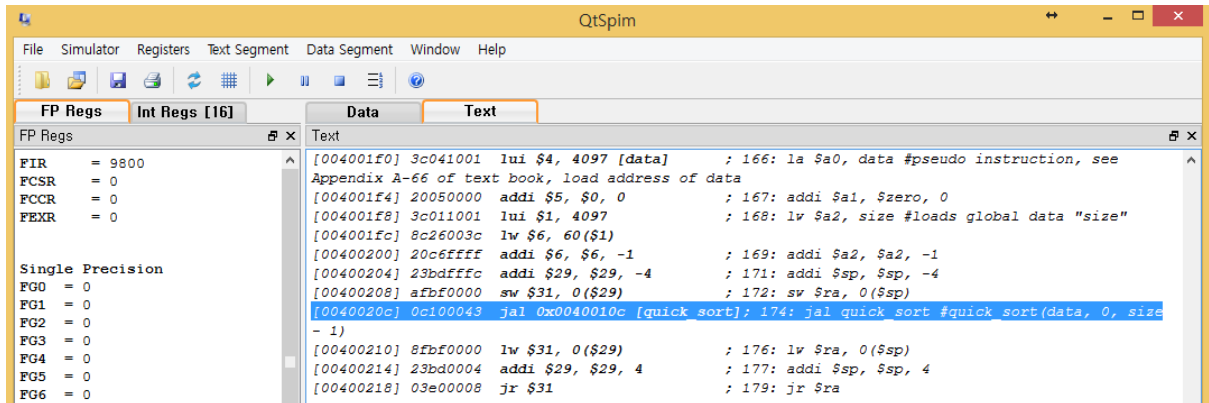 QtSpim
File Simulator Registers Text Segment Data Segment Window Help
FP Regs Int Regs [16] Data Text
FP Regs
FIR = 9800
FCSR = 0
FCCR = 0
FEXR = 0
Single Precision
FG0 = 0
FG1 = 0
FG2 = 0
FG3 = 0
FG4 = 0
FG5 = 0
FG6 = 0
Text
[004001f0] 3c041001 lui $4, 4097 [data] ; 166: la $a0, data #pseudo instruction, see
Appendix A-66 of text book, load address of data
[004001f4] 20050000 addi $5, $0, 0 ; 167: addi $a1, $zero, 0
[004001f8] 3c011001 lui $1, 4097 ; 168: lw $a2, size #loads global data "size"
[004001fc] 8c26003c lw $6, 60($1)
[00400200] 20c6ffff addi $6, $6, -1 ; 169: addi $a2, $a2, -1
[00400204] 23bdfffc addi $29, $29, -4 ; 171: addi $sp, $sp, -4
[00400208] afbf0000 sw $31, 0($29) ; 172: sw $ra, 0($sp)
[0040020c] 0c100043 jal 0x0040010c [quick_sort]; 174: jal quick_sort #quick_sort(data, 0, size
- 1)
[00400210] 8fbf0000 lw $31, 0($29) ; 176: lw $ra, 0($sp)
[00400214] 23bd0004 addi $29, $29, 4 ; 177: addi $sp, $sp, 4
[00400218] 03e00008 jr $31 ; 179: jr $ra